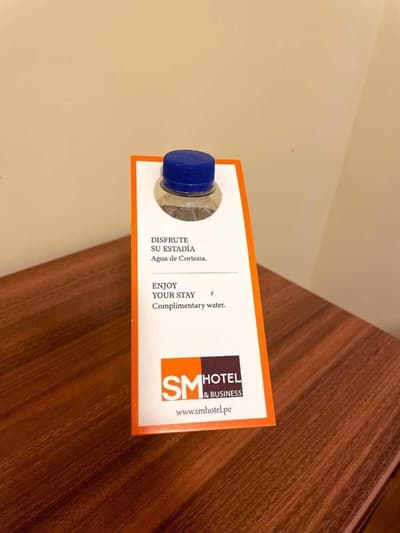 DISFRUTE
SU ESTADÍA
Agua de Cortesía.
ENJOY
YOUR STAY
Complimentary water.
SM HOTEL
& BUSINESS
www.smhotel.pe